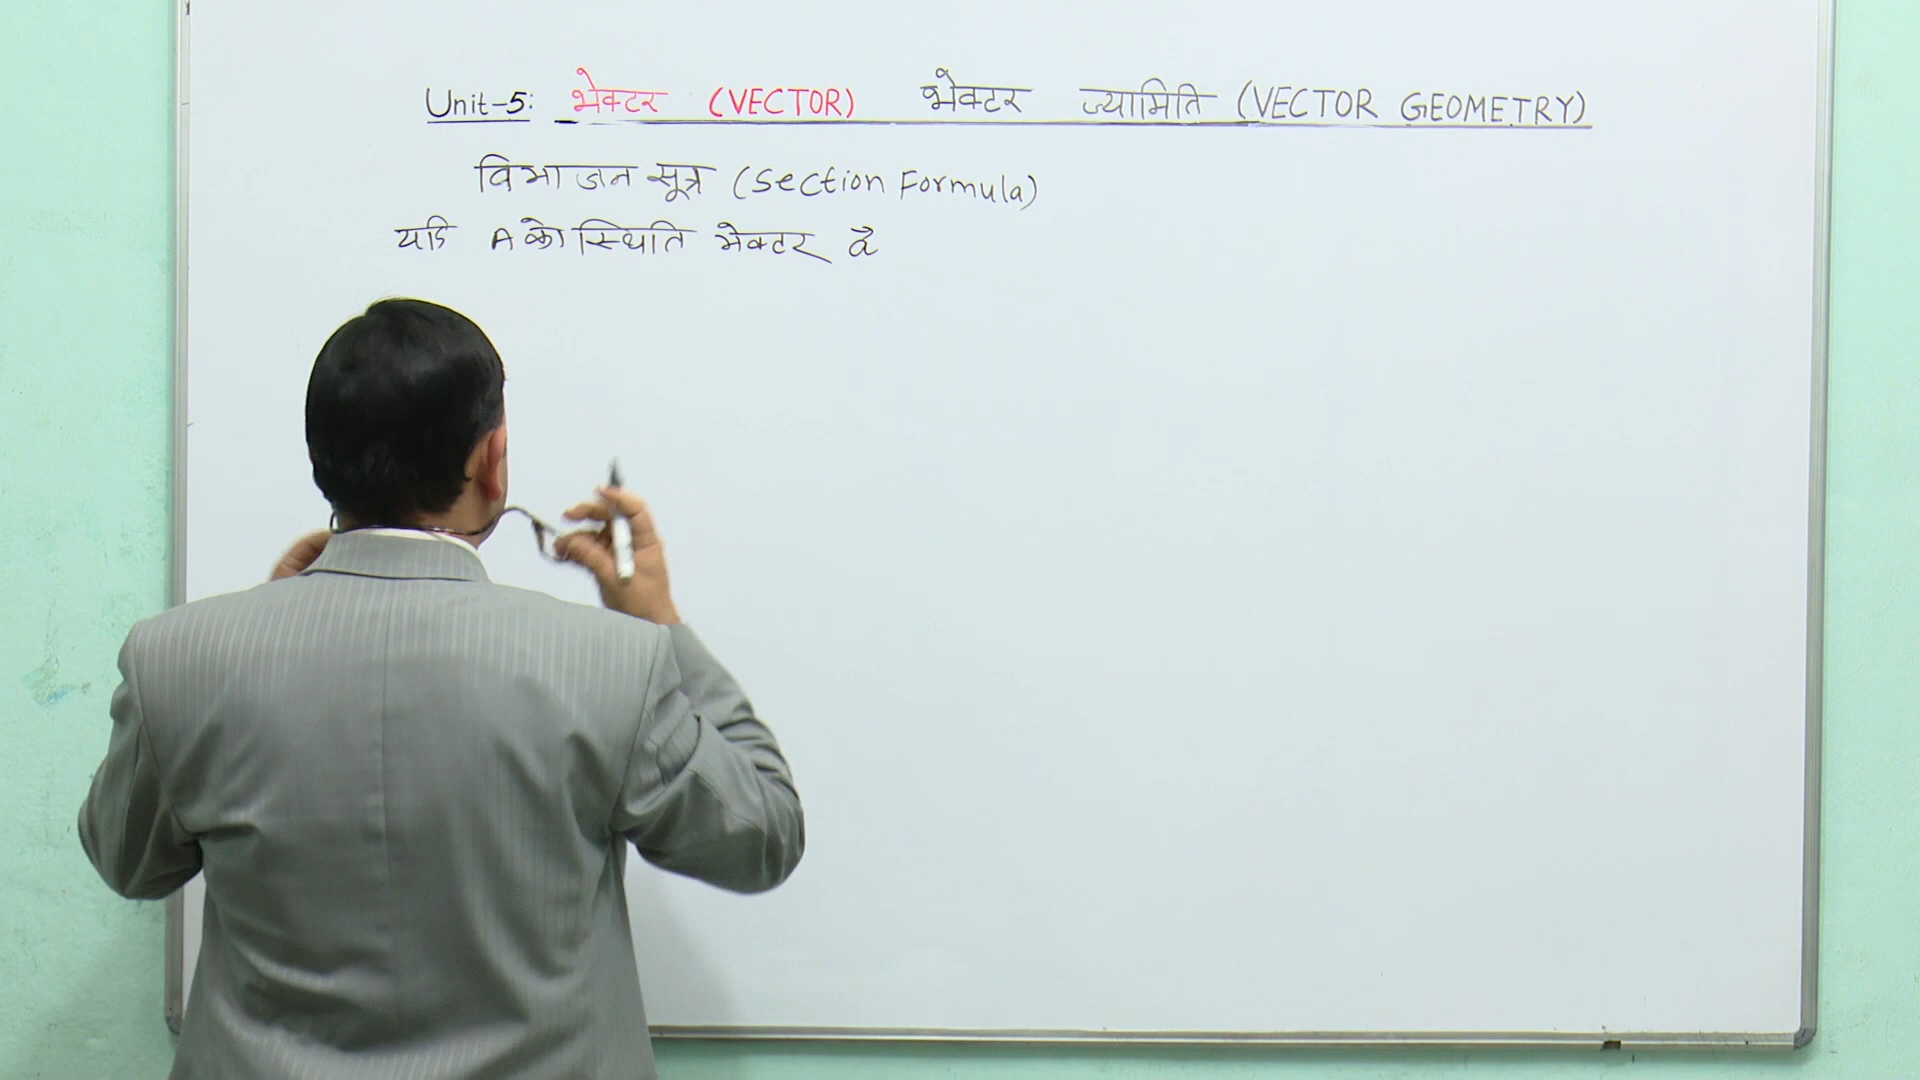 Unit-5: भेक्टर (VECTOR) भेक्टर ज्यामिति (VECTOR GEOMETRY)
विभाजन सूत्र (Section Formula)
यदि A को स्थिति भेक्टर a⃗